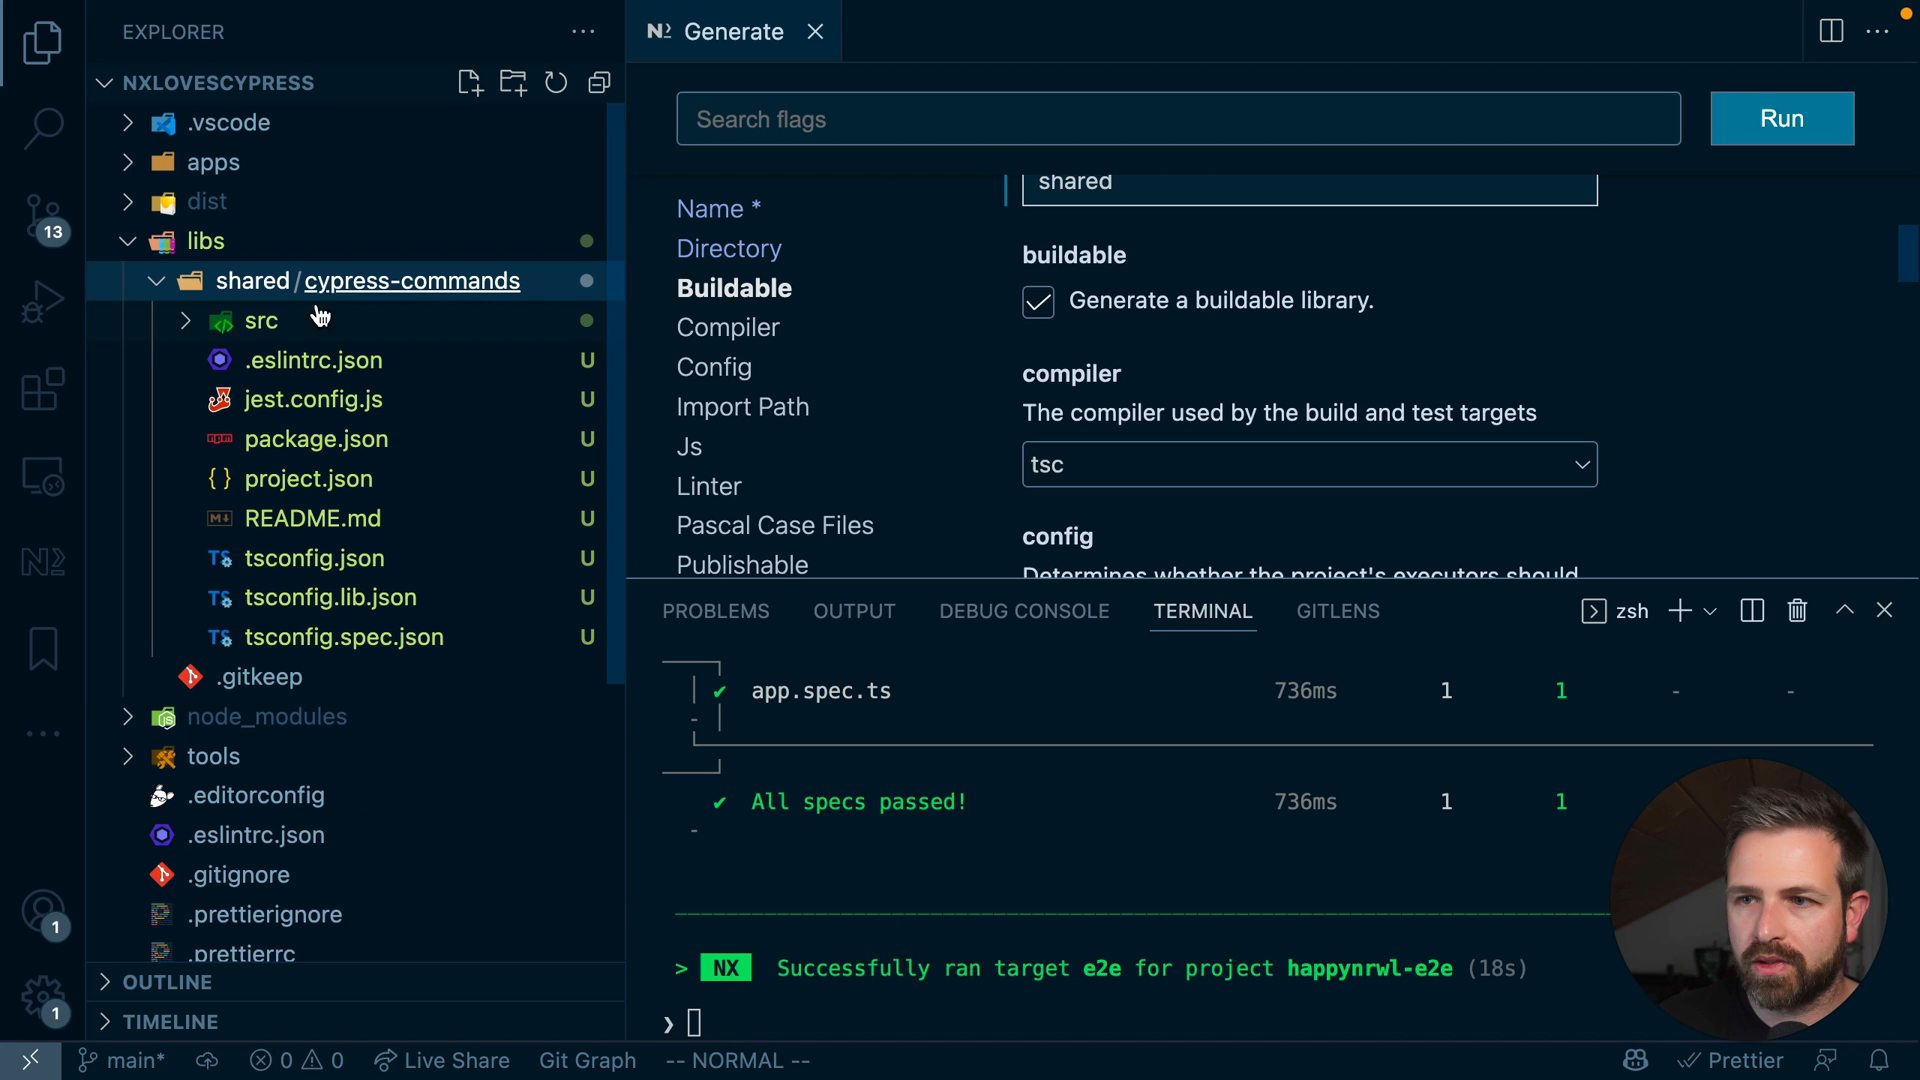 EXPLORER
NXLOVESCYPRESS
.vscode
apps
dist
libs
shared / cypress-commands
src
.eslintrc.json U
jest.config.js U
package.json U
project.json U
README.md U
tsconfig.json U
tsconfig.lib.json U
tsconfig.spec.json U
.gitkeep
node_modules
tools
.editorconfig
.eslintrc.json
.gitignore
.prettierignore
.prettierrc
OUTLINE
TIMELINE
13
1
1
Generate
Search flags
Run
Name *
Directory
Buildable
Compiler
Config
Import Path
Js
Linter
Pascal Case Files
Publishable
shared
buildable
Generate a buildable library.
compiler
The compiler used by the build and test targets
tsc
config
Determines whether the project's executors should
PROBLEMS OUTPUT DEBUG CONSOLE TERMINAL GITLENS zsh
✔ app.spec.ts 736ms 1 1 - -
-
✔ All specs passed! 736ms 1 1
-
> NX Successfully ran target e2e for project happynrwl-e2e (18s)
❯
main* 0 0 Live Share Git Graph -- NORMAL -- Prettier